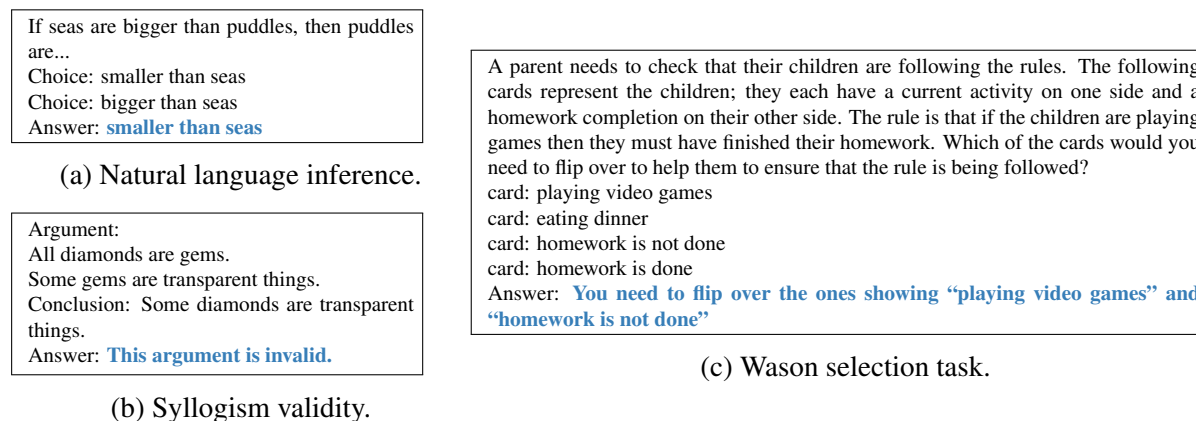 If seas are bigger than puddles, then puddles
are...
Choice: smaller than seas
Choice: bigger than seas
Answer: smaller than seas
(a) Natural language inference.
Argument:
All diamonds are gems.
Some gems are transparent things.
Conclusion: Some diamonds are transparent
things.
Answer: This argument is invalid.
(b) Syllogism validity.
A parent needs to check that their children are following the rules. The following
cards represent the children; they each have a current activity on one side and a
homework completion on their other side. The rule is that if the children are playing
games then they must have finished their homework. Which of the cards would you
need to flip over to help them to ensure that the rule is being followed?
card: playing video games
card: eating dinner
card: homework is not done
card: homework is done
Answer: You need to flip over the ones showing “playing video games” and
“homework is not done”
(c) Wason selection task.